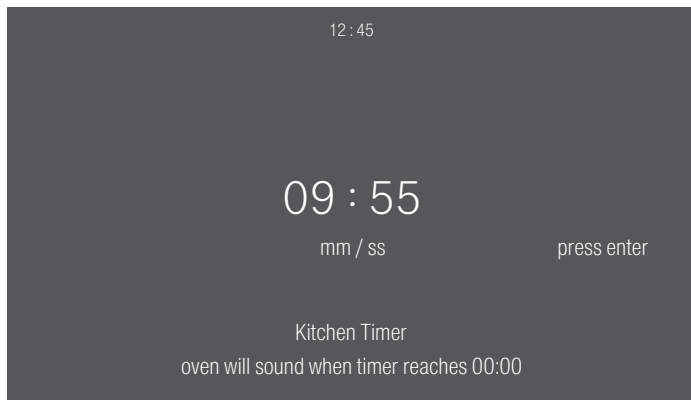 12 : 45
09 : 55
mm / ss
press enter
Kitchen Timer
oven will sound when timer reaches 00:00